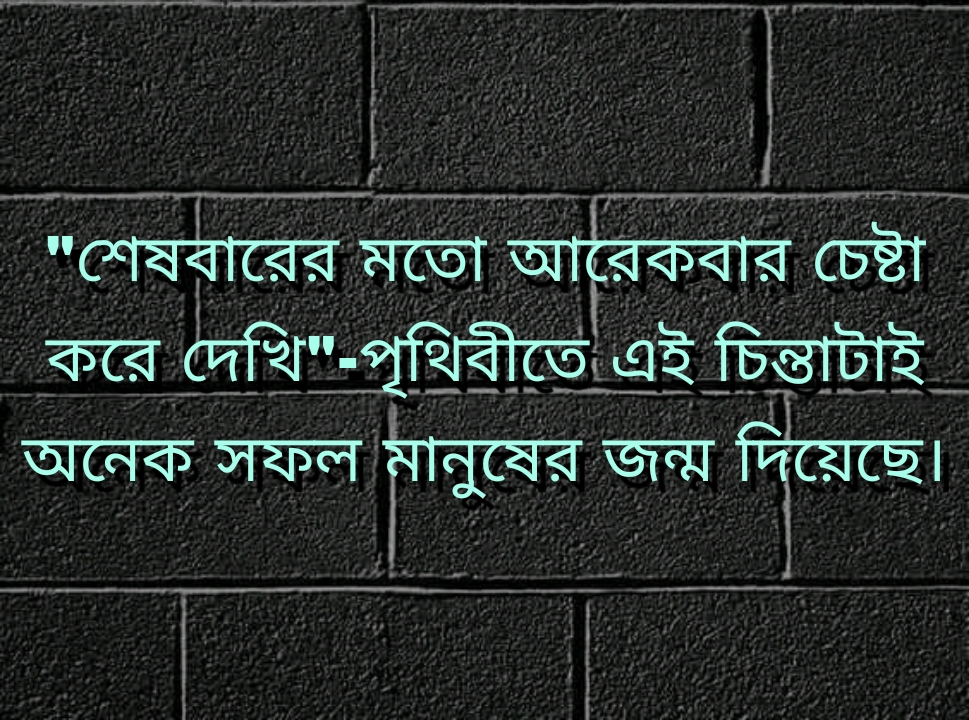 "শেষবারের মতো আরেকবার চেষ্টা
করে দেখি"-পৃথিবীতে এই চিন্তাটাই
অনেক সফল মানুষের জন্ম দিয়েছে।